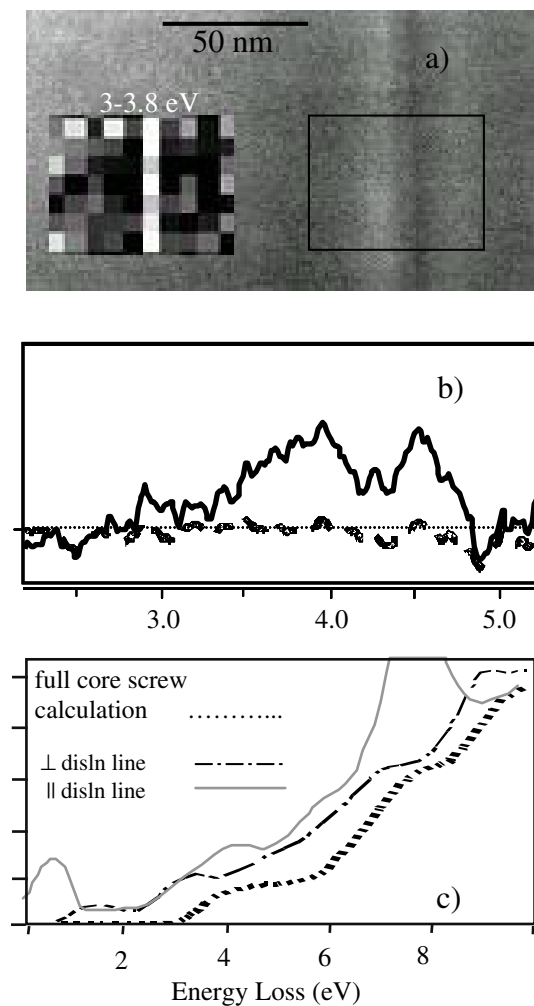 50 nm
a)
3-3.8 eV
b)
3.0 4.0 5.0
full core screw
calculation
⊥ disln line
ǁ disln line
c)
2 4 6 8
Energy Loss (eV)